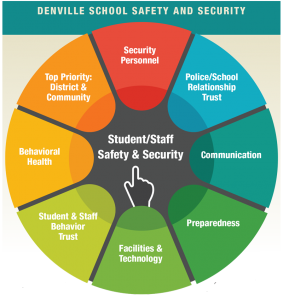 DENVILLE SCHOOL SAFETY AND SECURITY
Security
Personnel
Police/School
Relationship
Trust
Communication
Preparedness
Facilities &
Technology
Student & Staff
Behavior
Trust
Behavioral
Health
Top Priority:
District &
Community
Student/Staff
Safety & Security